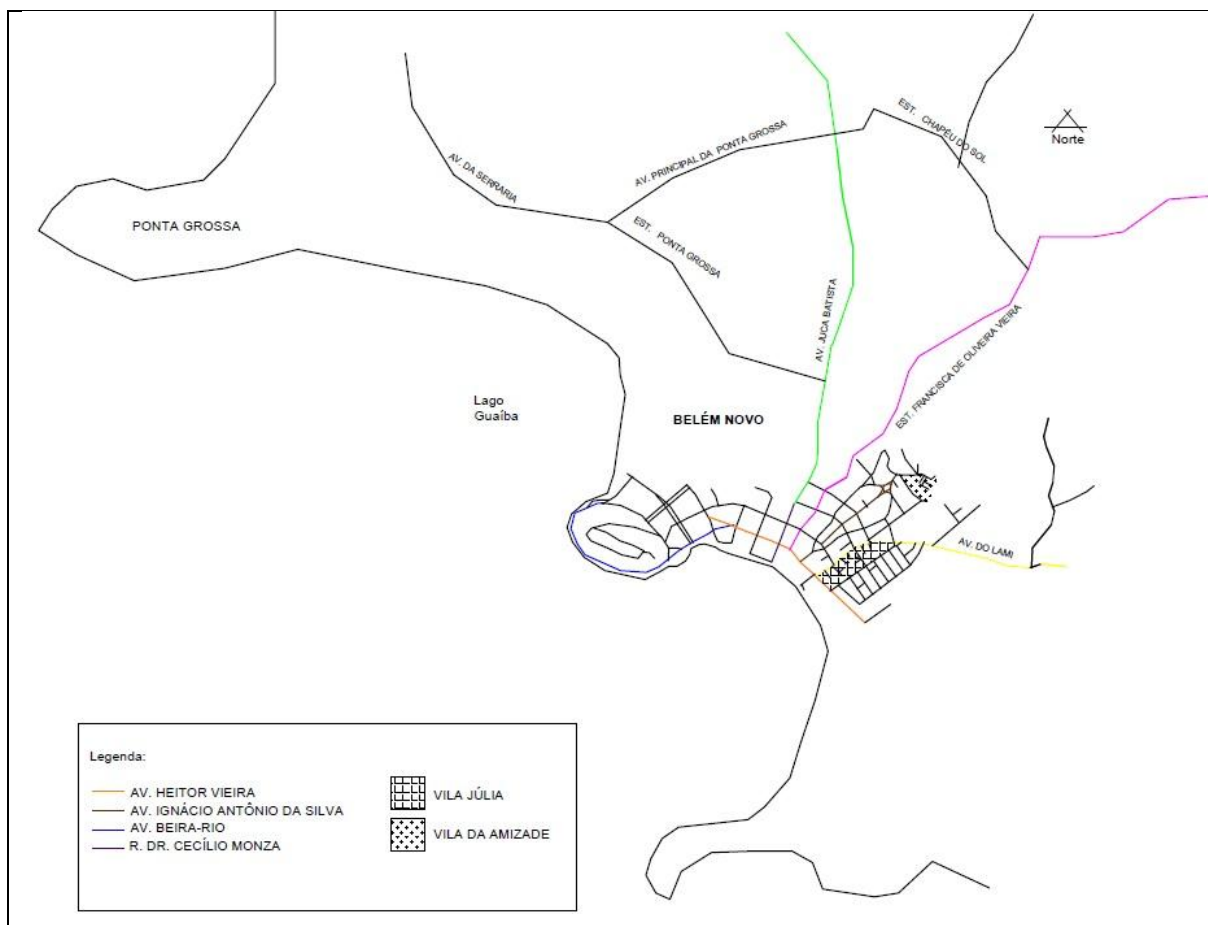 EST. CHAPÉU DO SOL
Norte
AV. PRINCIPAL DA PONTA GROSSA
AV. DA SERRARIA
PONTA GROSSA
EST. PONTA GROSSA
AV. JUCA BATISTA
EST. FRANCISCA DE OLIVEIRA VIEIRA
Lago
Guaíba
BELÉM NOVO
AV. DO LAMI
Legenda:
AV. HEITOR VIEIRA
AV. IGNÁCIO ANTÔNIO DA SILVA
AV. BEIRA-RIO
R. DR. CECÍLIO MONZA
VILA JÚLIA
VILA DA AMIZADE